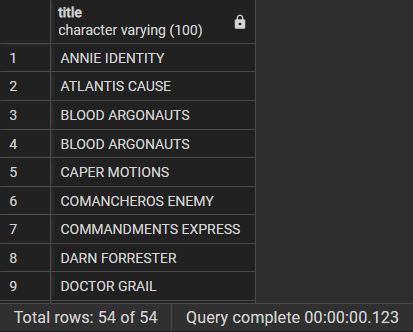 title
character varying (100)
1 ANNIE IDENTITY
2 ATLANTIS CAUSE
3 BLOOD ARGONAUTS
4 BLOOD ARGONAUTS
5 CAPER MOTIONS
6 COMANCHEROS ENEMY
7 COMMANDMENTS EXPRESS
8 DARN FORRESTER
9 DOCTOR GRAIL
Total rows: 54 of 54 Query complete 00:00:00.123